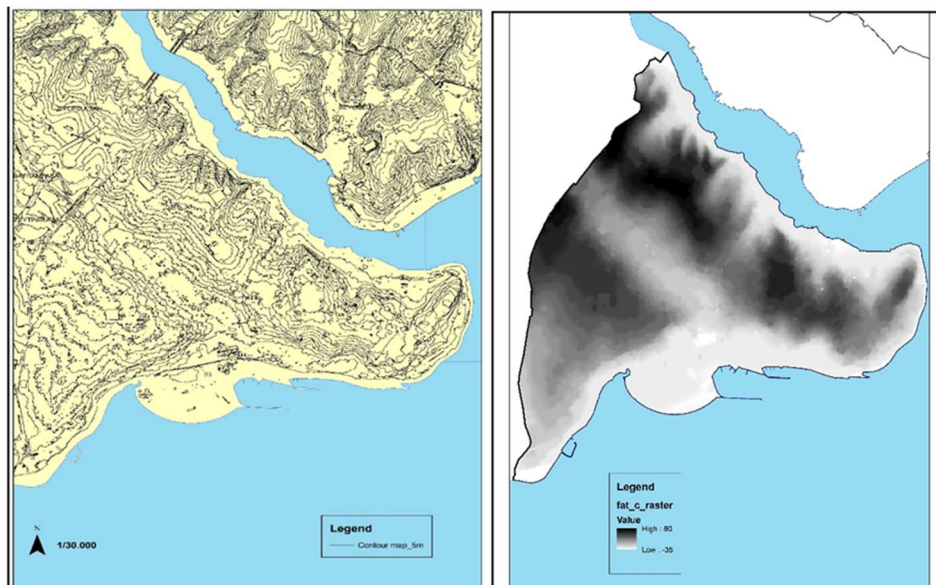 N
1/30.000
Legend
Contour map_5m
Legend
fat_c_raster
Value
High : 80
Low : -35